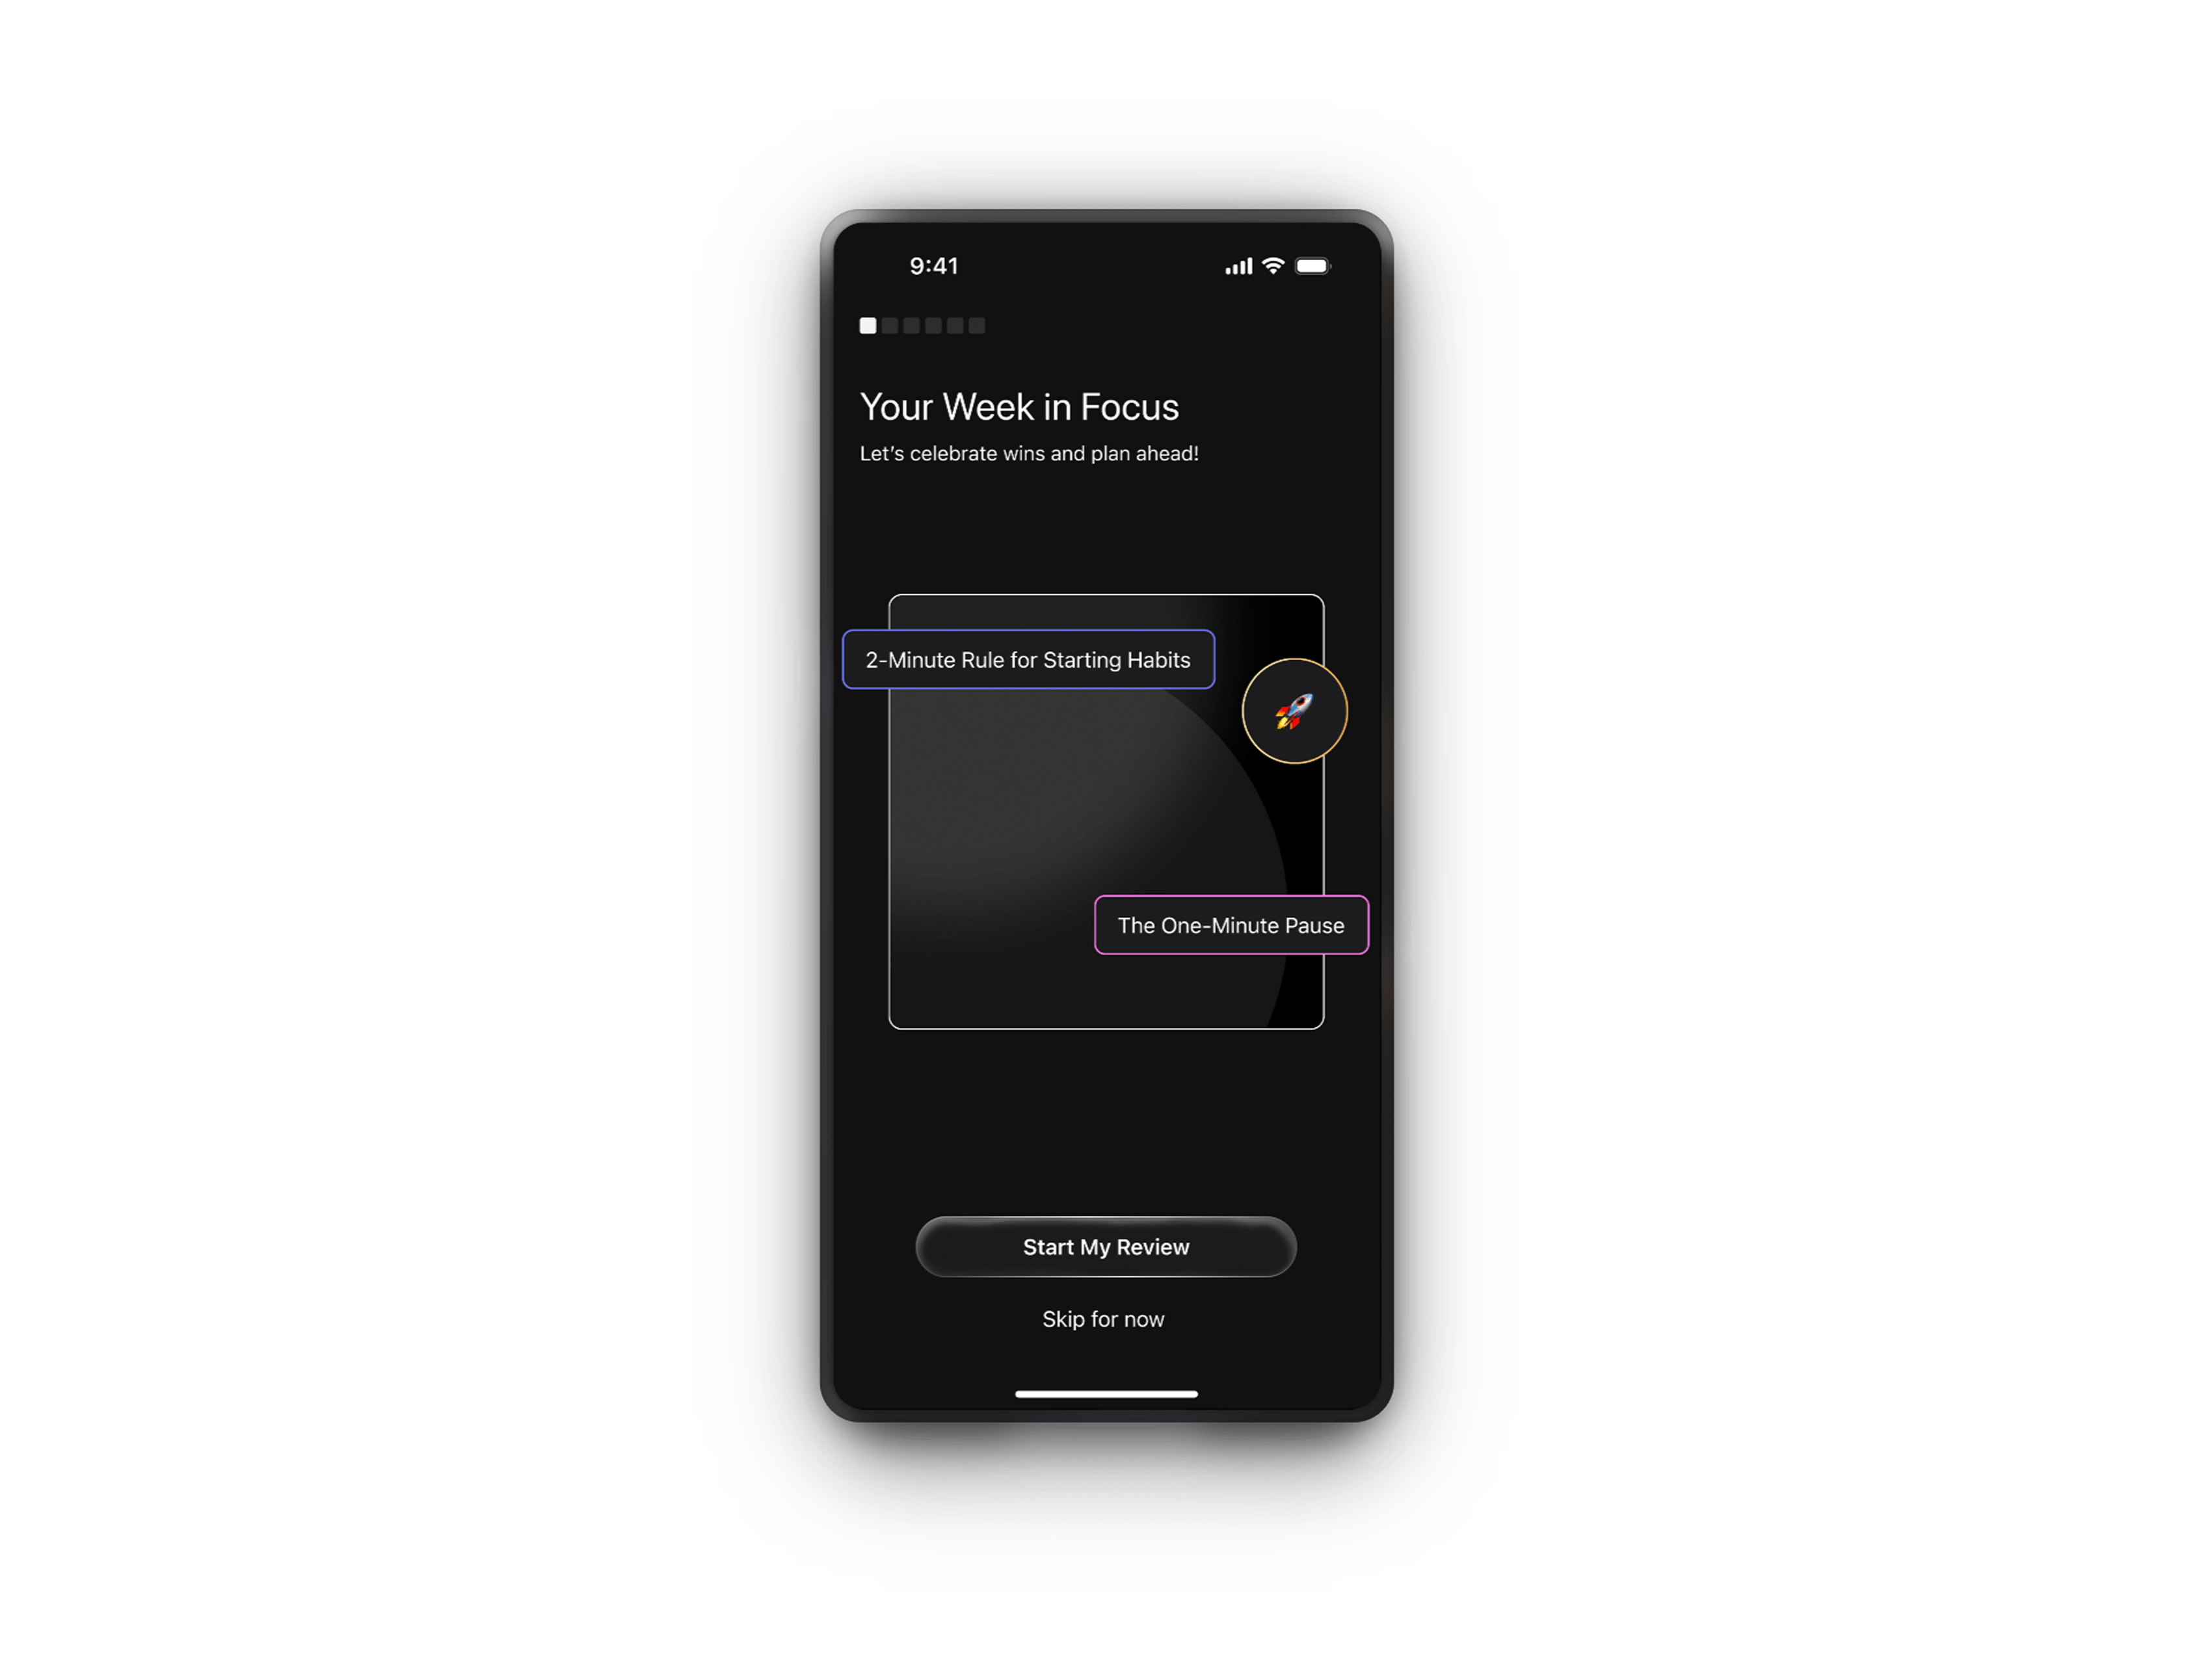 9:41
Your Week in Focus
Let's celebrate wins and plan ahead!
2-Minute Rule for Starting Habits
The One-Minute Pause
Start My Review
Skip for now